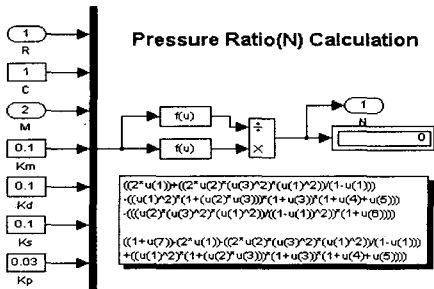 Pressure Ratio(N) Calculation
1
R
1
C
2
M
0.1
Km
0.1
Kd
0.1
Ks
0.03
Kp
f(u)
f(u)
÷
×
1
N
0
((2*u(1))+((2*u(2)*(u(3)^2)*(u(1)^2))/(1-u(1)))
-((u(1)^2)*(1+(u(2)*u(3)))*(1+u(3))*(1+u(4)+u(5)))
-(((u(2)*(u(3)^2)*(u(1)^2))/((1-u(1))^2))*(1+u(6))))
((1+u(7))-(2*u(1))-((2*u(2)*(u(3)^2)*(u(1)^2))/(1-u(1)))
+((u(1)^2)*(1+(u(2)*u(3)))*(1+u(3))*(1+u(4)+u(5))))